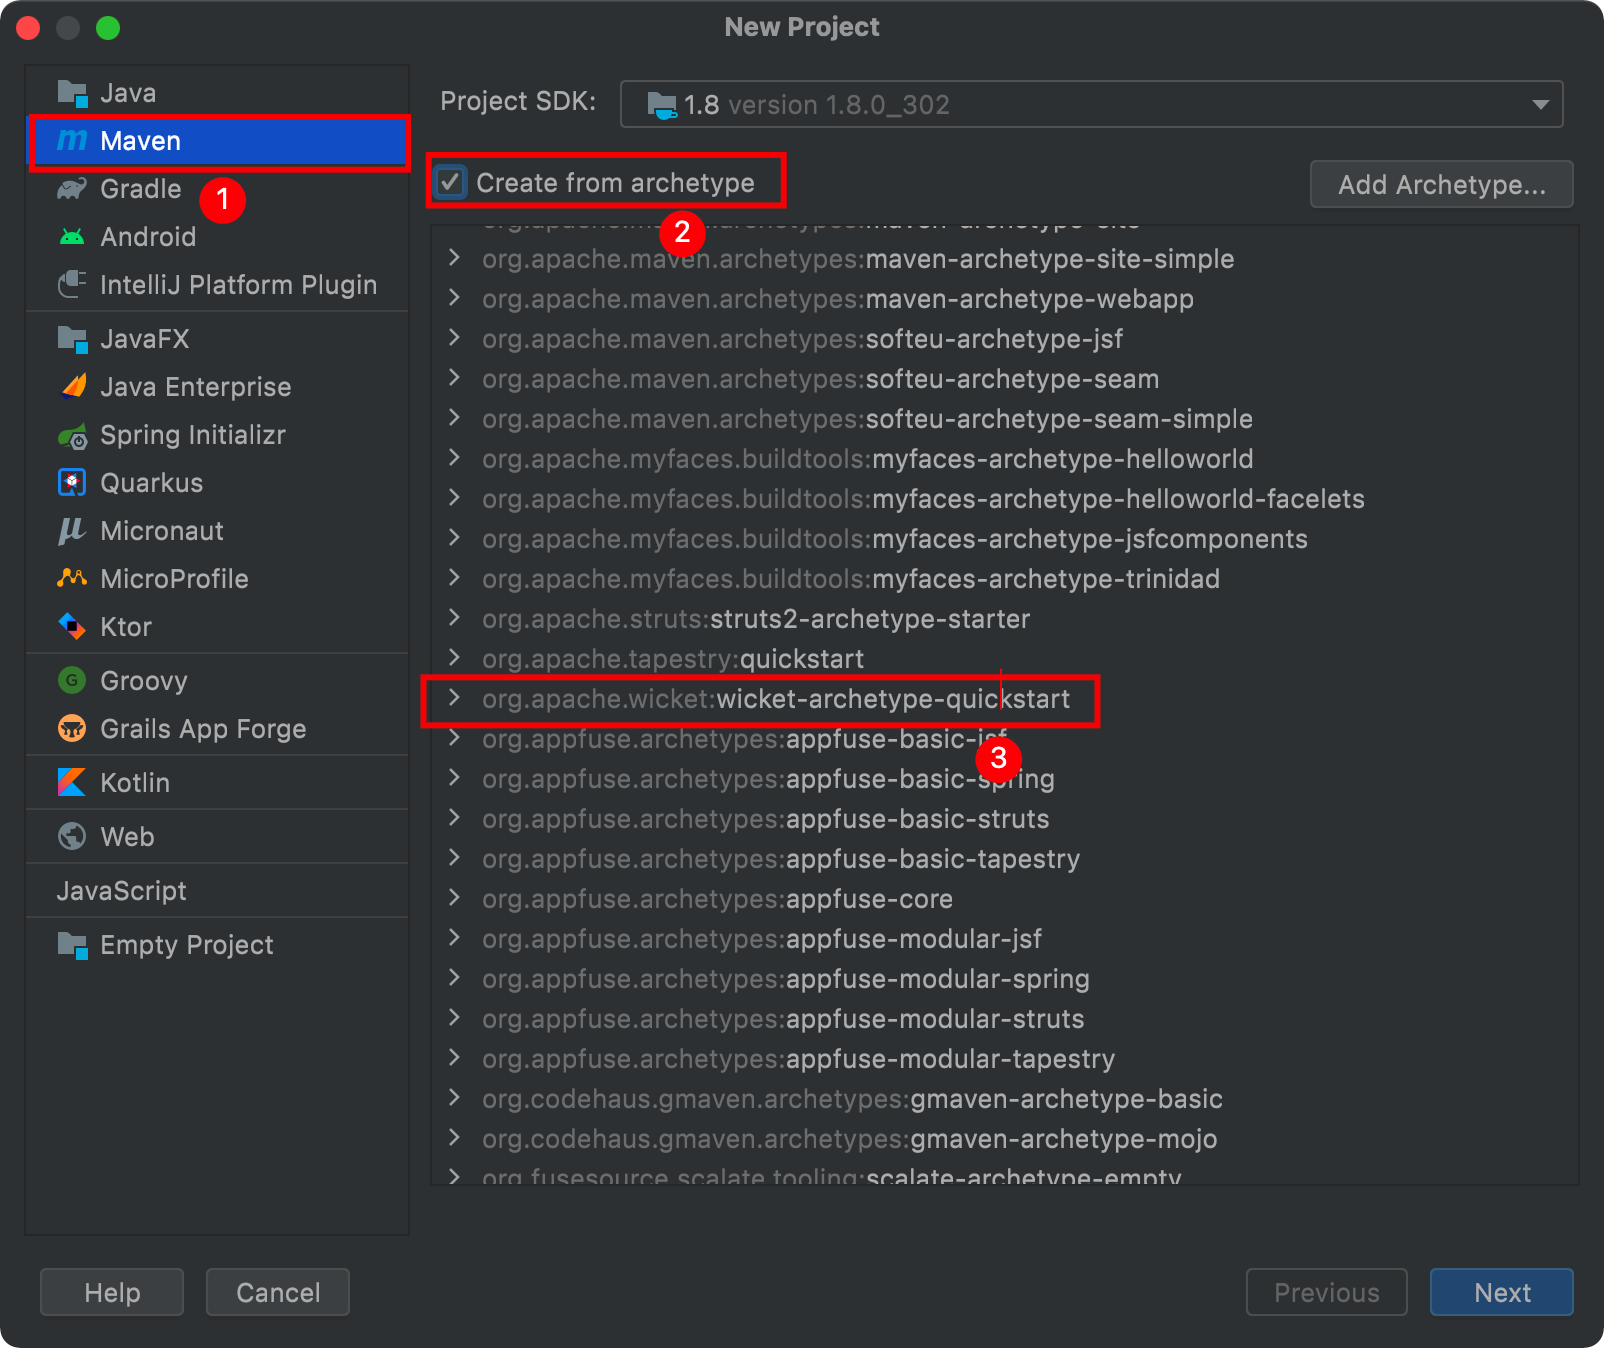 New Project
Java
Maven
Gradle
1
Android
IntelliJ Platform Plugin
JavaFX
Java Enterprise
Spring Initializr
Quarkus
Micronaut
MicroProfile
Ktor
Groovy
Grails App Forge
Kotlin
Web
JavaScript
Empty Project
Project SDK: 1.8 version 1.8.0_302
Create from archetype
Add Archetype...
2
org.apache.maven.archetypes:maven-archetype-site
org.apache.maven.archetypes:maven-archetype-site-simple
org.apache.maven.archetypes:maven-archetype-webapp
org.apache.maven.archetypes:softeu-archetype-jsf
org.apache.maven.archetypes:softeu-archetype-seam
org.apache.maven.archetypes:softeu-archetype-seam-simple
org.apache.myfaces.buildtools:myfaces-archetype-helloworld
org.apache.myfaces.buildtools:myfaces-archetype-helloworld-facelets
org.apache.myfaces.buildtools:myfaces-archetype-jsfcomponents
org.apache.myfaces.buildtools:myfaces-archetype-trinidad
org.apache.struts:struts2-archetype-starter
org.apache.tapestry:quickstart
org.apache.wicket:wicket-archetype-quickstart
org.appfuse.archetypes:appfuse-basic-jsf
3
org.appfuse.archetypes:appfuse-basic-spring
org.appfuse.archetypes:appfuse-basic-struts
org.appfuse.archetypes:appfuse-basic-tapestry
org.appfuse.archetypes:appfuse-core
org.appfuse.archetypes:appfuse-modular-jsf
org.appfuse.archetypes:appfuse-modular-spring
org.appfuse.archetypes:appfuse-modular-struts
org.appfuse.archetypes:appfuse-modular-tapestry
org.codehaus.gmaven.archetypes:gmaven-archetype-basic
org.codehaus.gmaven.archetypes:gmaven-archetype-mojo
org.fusesource.scalate.tooling:scalate-archetype-empty
Help
Cancel
Previous
Next